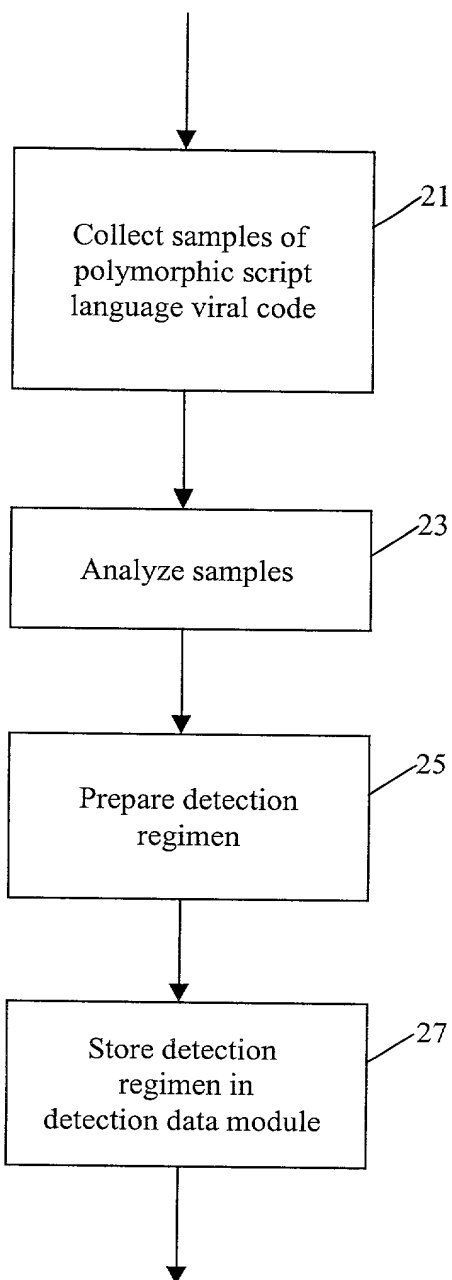 Collect samples of
polymorphic script
language viral code
21
Analyze samples
23
Prepare detection
regimen
25
Store detection
regimen in
detection data module
27